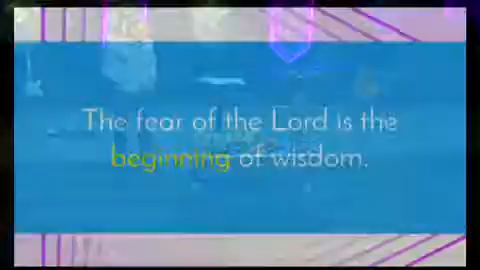 The fear of the Lord is the
beginning of wisdom.